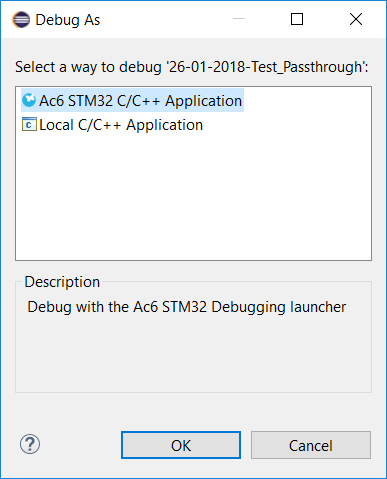 Debug As
Select a way to debug '26-01-2018-Test_Passthrough':
Ac6 STM32 C/C++ Application
Local C/C++ Application
Description
Debug with the Ac6 STM32 Debugging launcher
OK
Cancel